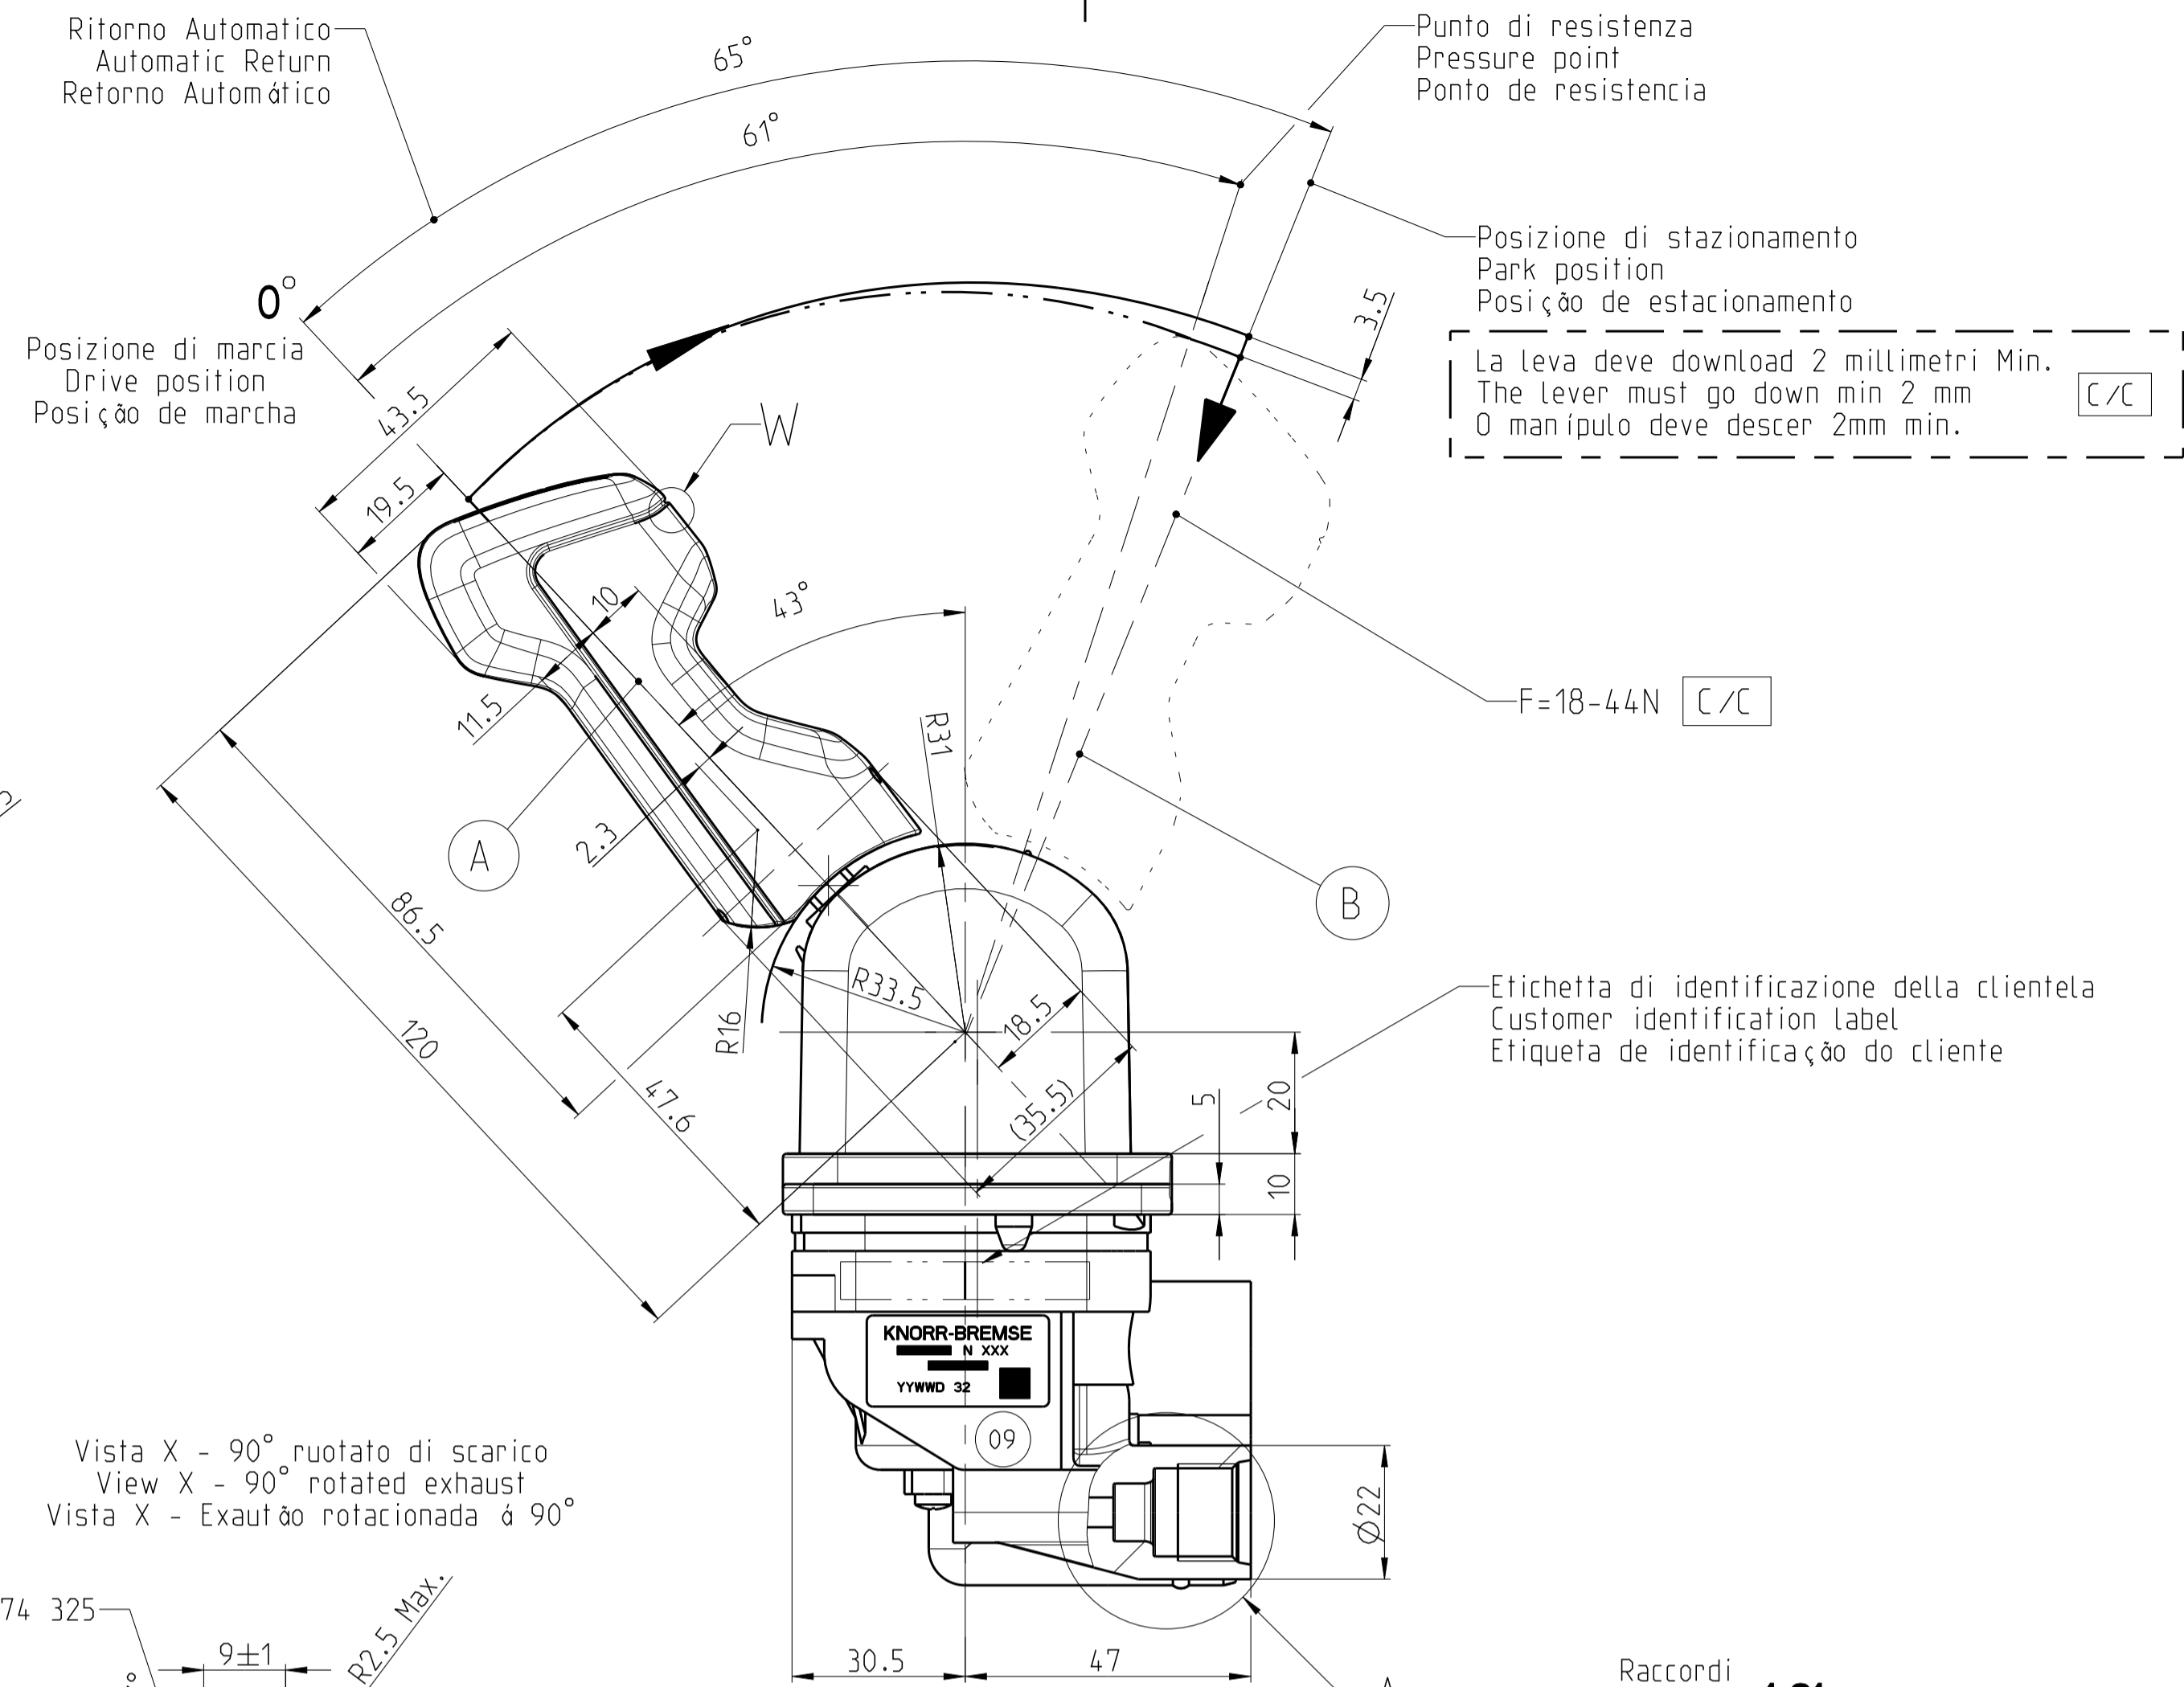 Ritorno Automatico
Automatic Return
Retorno Automático
65°
61°
Punto di resistenza
Pressure point
Ponto de resistencia
Posizione di stazionamento
Park position
Posição de estacionamento
0°
Posizione di marcia
Drive position
Posição de marcha
3.5
La leva deve download 2 millimetri Min.
The lever must go down min 2 mm
O manípulo deve descer 2mm min.
C/C
43.5
19.5
W
10
43°
11.5
R31
F=18-44N
C/C
2.3
A
B
86.5
120
R16
R33.5
18.5
(35.5)
47.6
Etichetta di identificazione della clientela
Customer identification label
Etiqueta de identificação do cliente
5
20
10
KNORR-BREMSE
N XXX
YYWWD 32
09
Ø22
Vista X - 90° ruotato di scarico
View X - 90° rotated exhaust
Vista X - Exautão rotacionada á 90°
74 325
9±1
R2.5 Max.
30.5
47
Raccordi